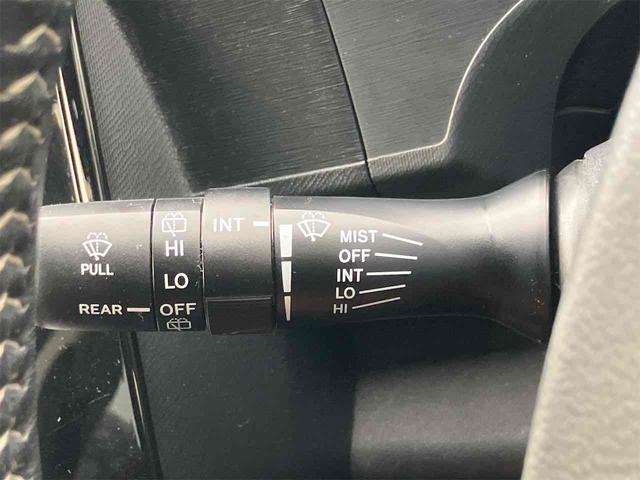 PULL
REAR
HI
LO
OFF
INT
MIST
OFF
INT
LO
HI